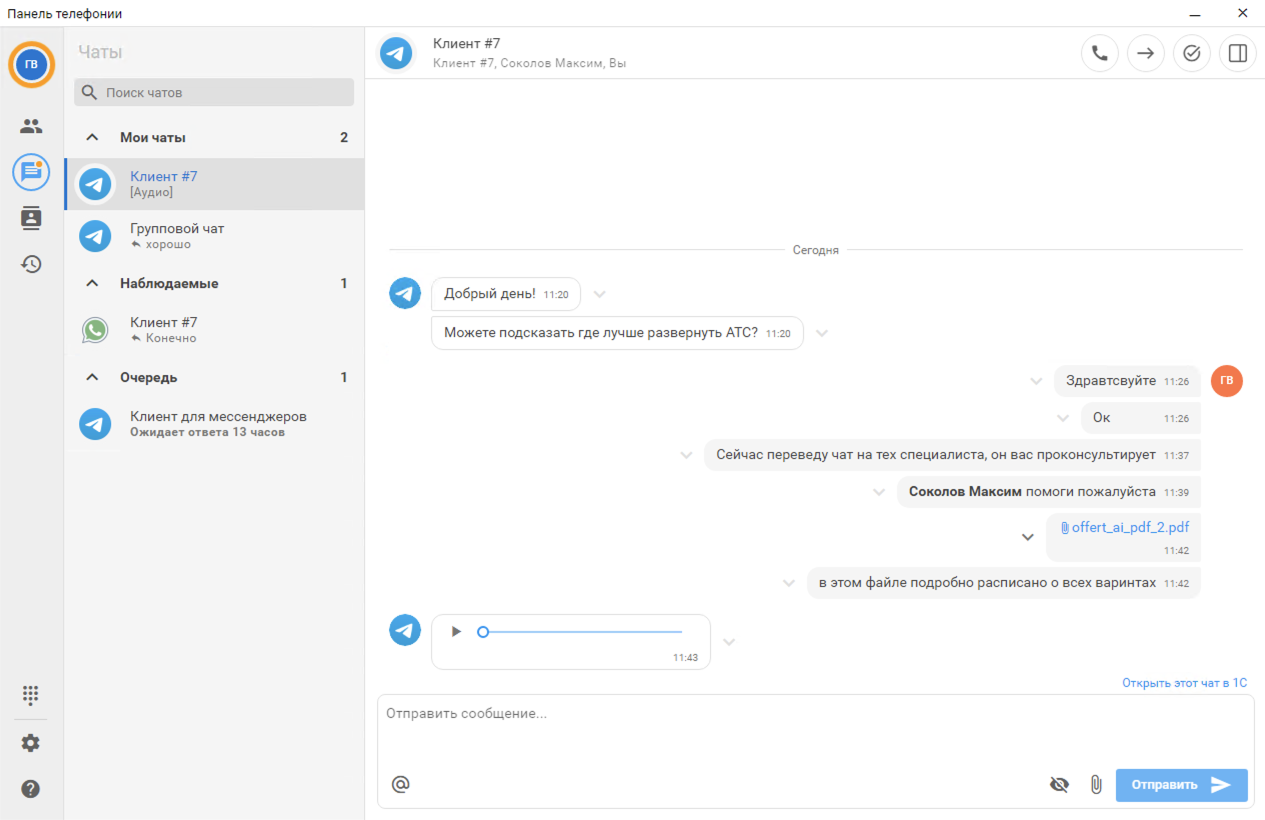 Панель телефонии
ГВ
Чаты
Поиск чатов
Мои чаты 2
Клиент #7
[Аудио]
Групповой чат
хорошо
Наблюдаемые 1
Клиент #7
Конечно
Очередь 1
Клиент для мессенджеров
Ожидает ответа 13 часов
Клиент #7
Клиент #7, Соколов Максим, Вы
Сегодня
Добрый день! 11:20
Можете подсказать где лучше развернуть АТС? 11:20
Здравтсвуйте 11:26
ГВ
Ок 11:26
Сейчас переведу чат на тех специалиста, он вас проконсультирует 11:37
Соколов Максим помоги пожалуйста 11:39
offert_ai_pdf_2.pdf
11:42
в этом файле подробно расписано о всех варинтах 11:42
11:43
Открыть этот чат в 1С
Отправить сообщение...
Отправить